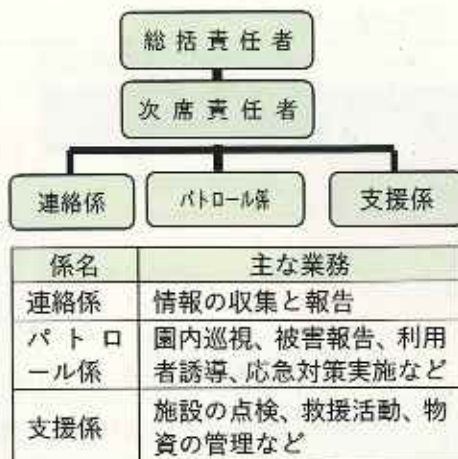 総括責任者
次席責任者
連絡係
パトロール係
支援係
係名 主な業務
連絡係 情報の収集と報告
パトロ
ール係
園内巡視、被害報告、利用
者誘導、応急対策実施など
支援係
施設の点検、救援活動、物
資の管理など